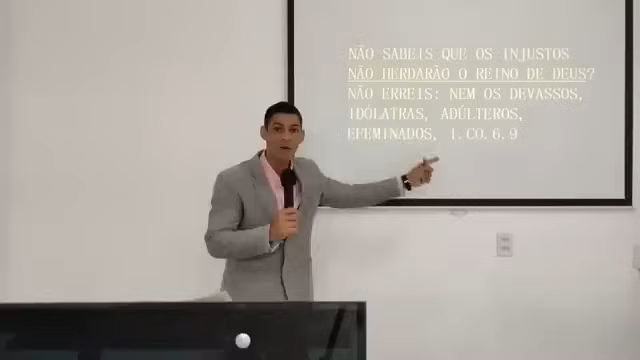 NÃO SABEIS QUE OS INJUSTOS
NÃO HERDARÃO O REINO DE DEUS?
NÃO ERREIS: NEM OS DEVASSOS,
IDÓLATRAS, ADÚLTEROS,
EFEMINADOS, 1.CO.6.9